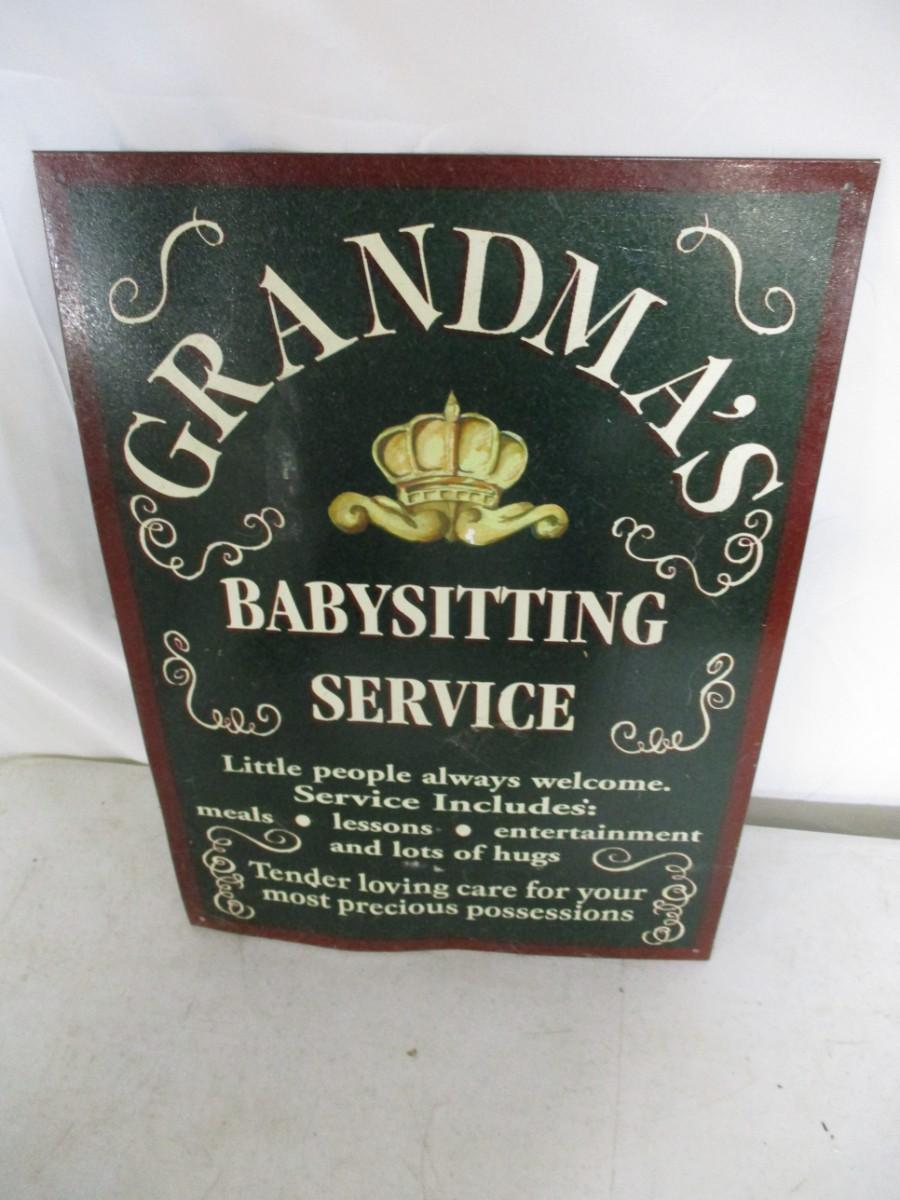 GRANDMA'S
BABYSITTING
SERVICE
Little people always welcome.
Service Includes:
meals • lessons • entertainment
and lots of hugs
Tender loving care for your
most precious possessions